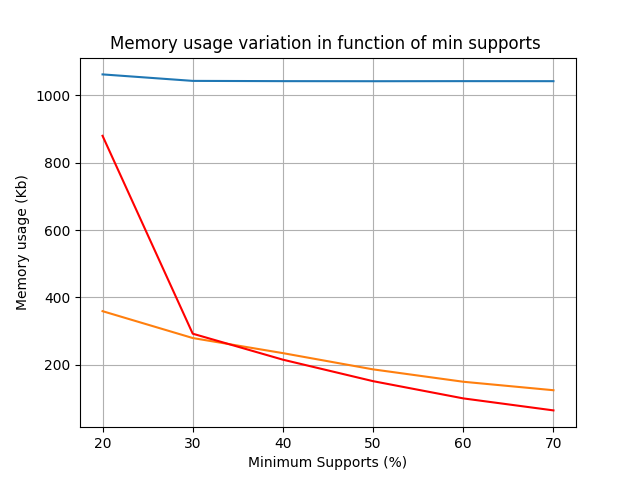 Memory usage variation in function of min supports
Memory usage (Kb)
1000
800
600
400
200
20 30 40 50 60 70
Minimum Supports (%)